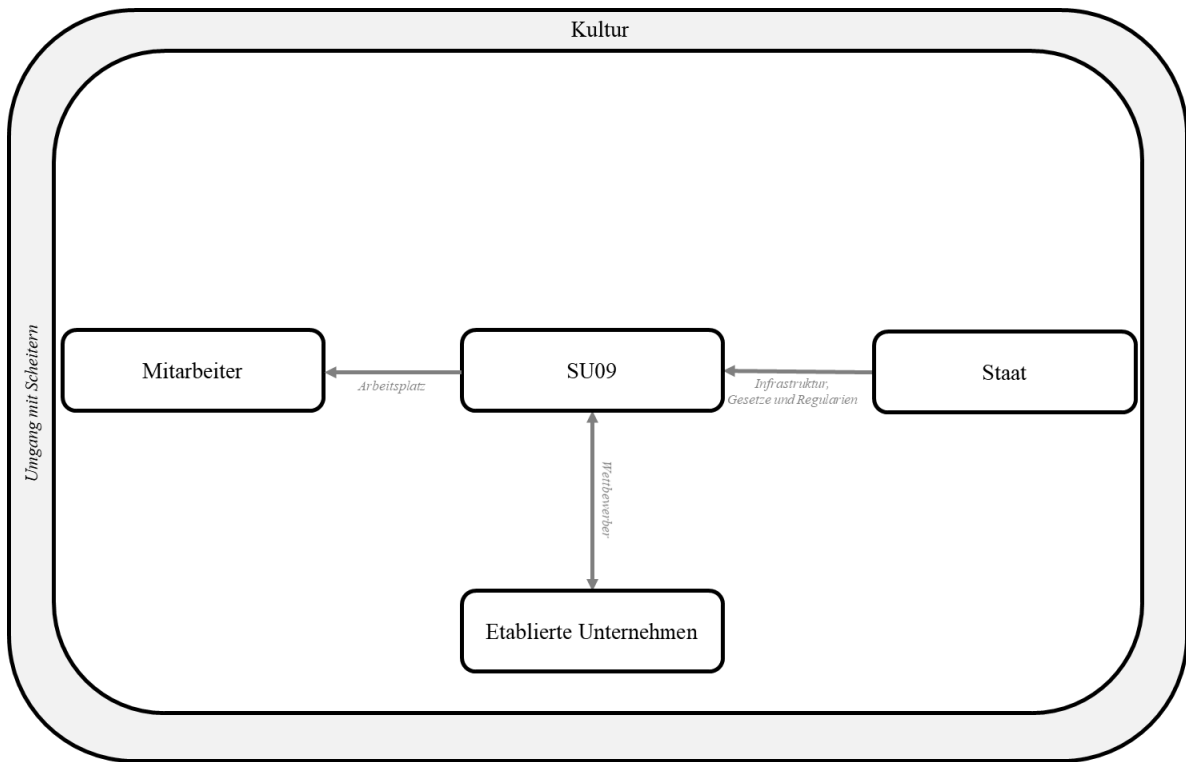 Kultur
Umgang mit Scheitern
Mitarbeiter
Arbeitsplatz
SU09
Infrastruktur,
Gesetze und Regularien
Staat
Wettbewerber
Etablierte Unternehmen